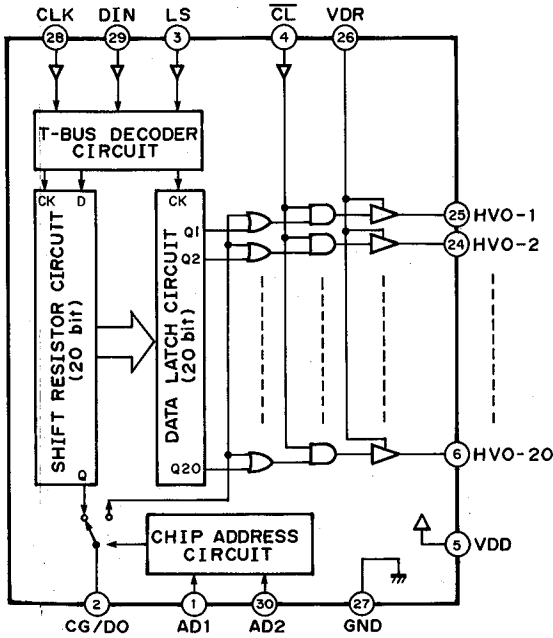 CLK DIN LS CL VDR
28 29 3 4 26
T-BUS DECODER
CIRCUIT
CK D
SHIFT RESISTOR CIRCUIT
(20 bit)
Q
CK
DATA LATCH CIRCUIT
(20 bit)
Q1
Q2
Q20
25 HVO-1
24 HVO-2
6 HVO-20
5 VDD
CHIP ADDRESS
CIRCUIT
2 1 30 27
CG/DO AD1 AD2 GND